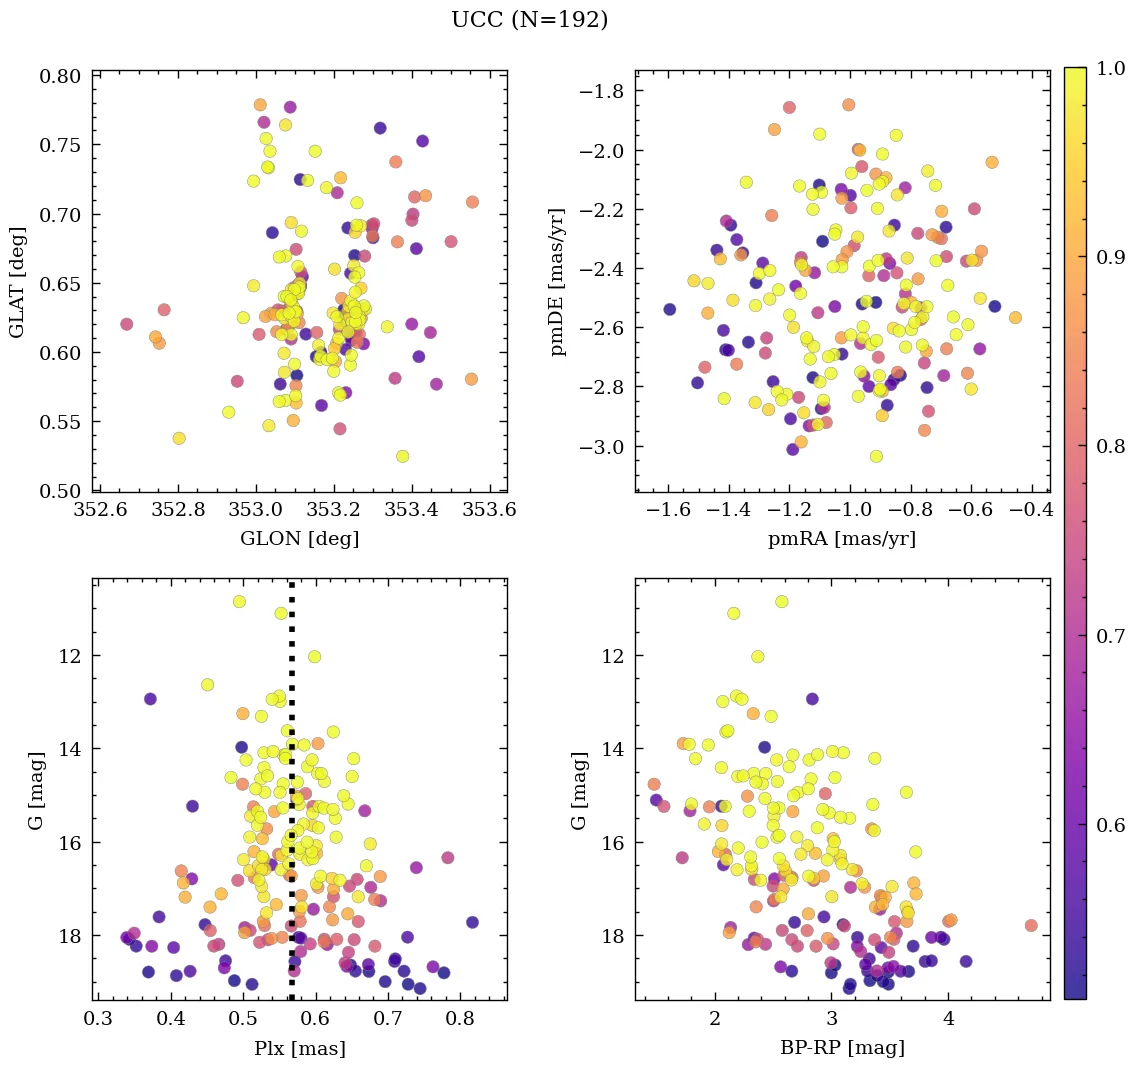 UCC (N=192)
0.80
0.75
0.70
0.65
0.60
0.55
0.50
GLAT [deg]
352.6 352.8 353.0 353.2 353.4 353.6
GLON [deg]
−1.8
−2.0
−2.2
−2.4
−2.6
−2.8
−3.0
pmDE [mas/yr]
−1.6 −1.4 −1.2 −1.0 −0.8 −0.6 −0.4
pmRA [mas/yr]
12
14
16
18
G [mag]
0.3 0.4 0.5 0.6 0.7 0.8
Plx [mas]
12
14
16
18
G [mag]
2 3 4
BP-RP [mag]
1.0
0.9
0.8
0.7
0.6